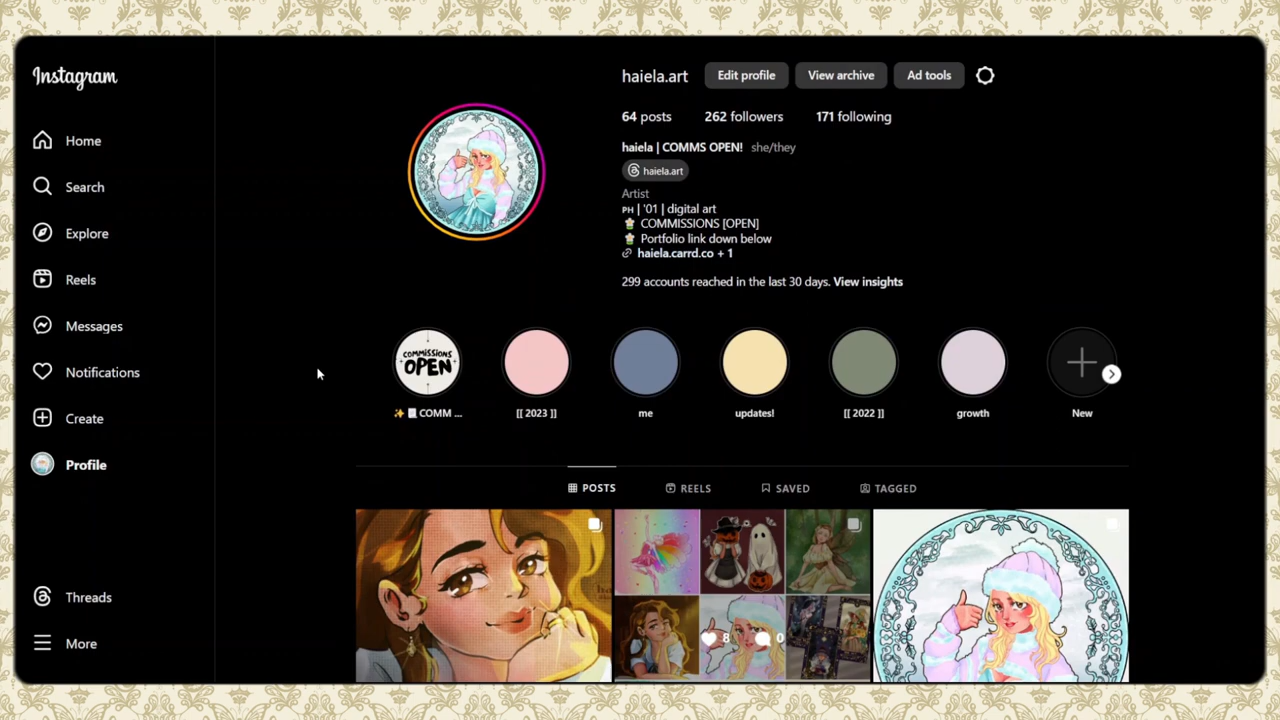 Instagram
Home
Search
Explore
Reels
Messages
Notifications
Create
Profile
Threads
More
haiela.art Edit profile View archive Ad tools
64 posts 262 followers 171 following
haiela | COMMS OPEN! she/they
haiela.art
Artist
PH | '01 | digital art
COMMISSIONS [OPEN]
Portfolio link down below
haiela.carrd.co + 1
299 accounts reached in the last 30 days. View insights
COMMISSIONS
OPEN
✨ COMM ... [[ 2023 ]] me updates! [[ 2022 ]] growth New
POSTS REELS SAVED TAGGED
8 0